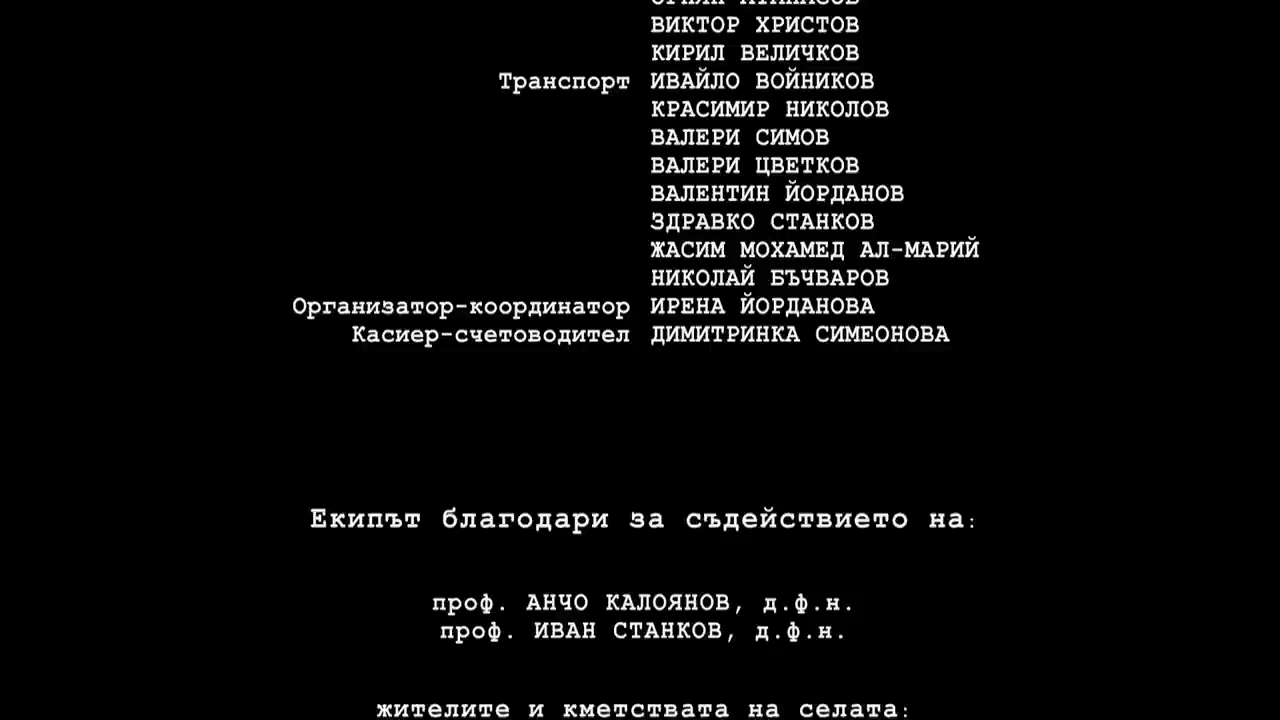 ВИКТОР ХРИСТОВ
КИРИЛ ВЕЛИЧКОВ
Транспорт ИВАЙЛО ВОЙНИКОВ
КРАСИМИР НИКОЛОВ
ВАЛЕРИ СИМОВ
ВАЛЕРИ ЦВЕТКОВ
ВАЛЕНТИН ЙОРДАНОВ
ЗДРАВКО СТАНКОВ
ЖАСИМ МОХАМЕД АЛ-МАРИЙ
НИКОЛАЙ БЪЧВАРОВ
Организатор-координатор ИРЕНА ЙОРДАНОВА
Касиер-счетоводител ДИМИТРИНКА СИМЕОНОВА
Екипът благодари за съдействието на:
проф. АНЧО КАЛОЯНОВ, д.ф.н.
проф. ИВАН СТАНКОВ, д.ф.н.
жителите и кметствата на селата: